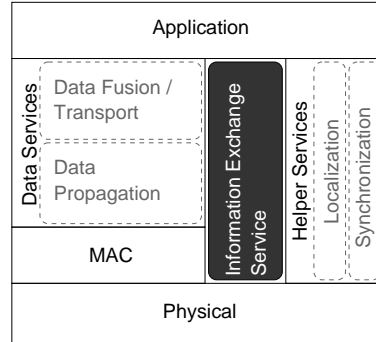 Application
Data Services
Data Fusion /
Transport
Data
Propagation
MAC
Information Exchange
Service
Helper Services
Localization
Synchronization
Physical